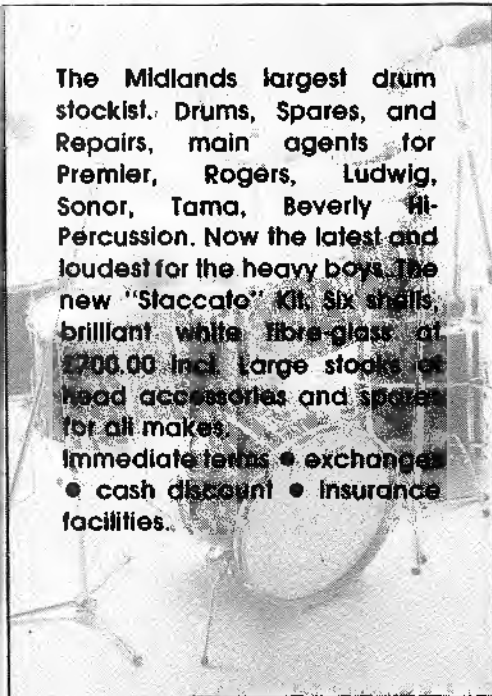 The Midlands largest drum
stockist. Drums, Spares, and
Repairs, main agents for
Premier, Rogers, Ludwig,
Sonor, Tama, Beverly Hi-
Percussion. Now the latest and
loudest for the heavy boys. The
new "Staccato" Kit. Six shells,
brilliant white fibre-glass at
£700.00 incl. Large stocks of
head accessories and spares
for all makes.
Immediate terms ● exchanges
● cash discount ● insurance
facilities.